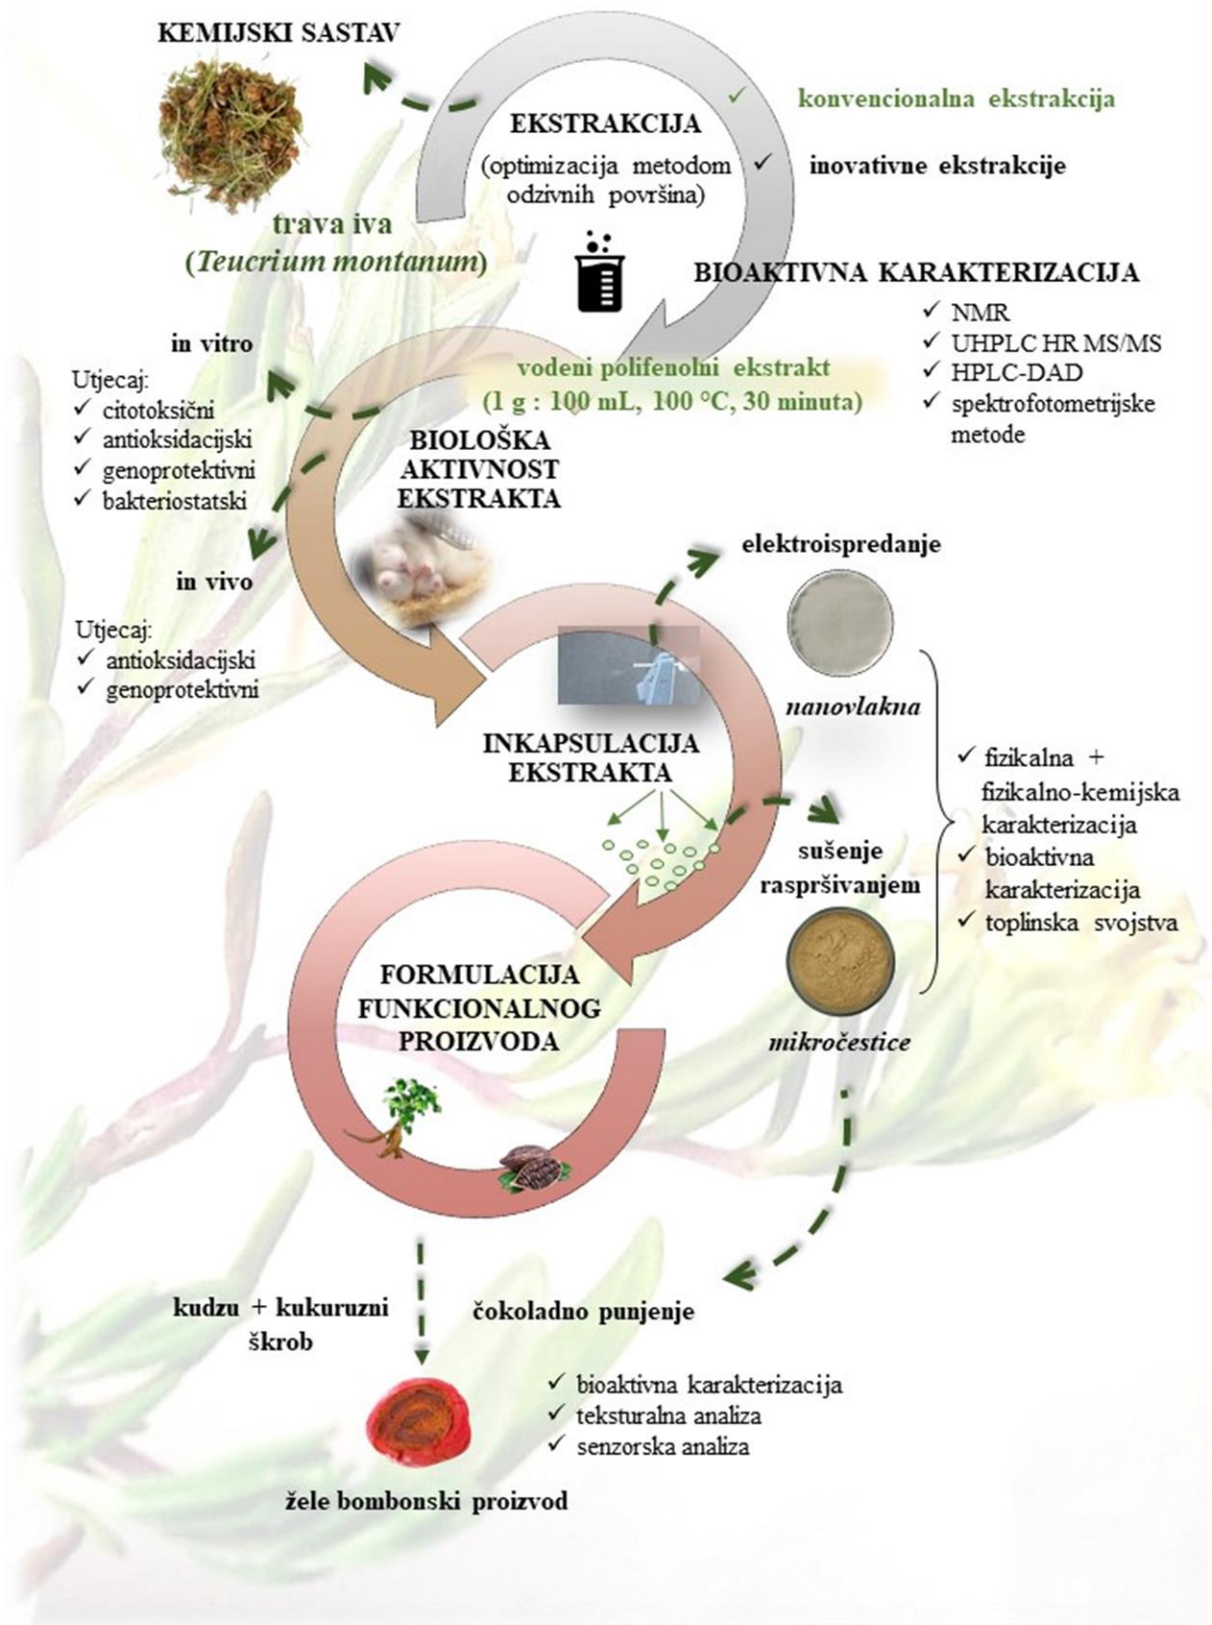 KEMIJSKI SASTAV
trava iva
(Teucrium montanum)
EKSTRAKCIJA
(optimizacija metodom
odzivnih površina)
✓ konvencionalna ekstrakcija
✓ inovativne ekstrakcije
BIOAKTIVNA KARAKTERIZACIJA
✓ NMR
✓ UHPLC HR MS/MS
✓ HPLC-DAD
✓ spektrofotometrijske
metode
vodeni polifenolni ekstrakt
(1 g : 100 mL, 100 °C, 30 minuta)
in vitro
Utjecaj:
✓ citotoksični
✓ antioksidacijski
✓ genoprotektivni
✓ bakteriostatski
BIOLOŠKA
AKTIVNOST
EKSTRAKTA
in vivo
Utjecaj:
✓ antioksidacijski
✓ genoprotektivni
elektroispredanje
nanovlakna
INKAPSULACIJA
EKSTRAKTA
sušenje
raspršivanjem
mikročestice
✓ fizikalna +
fizikalno-kemijska
karakterizacija
✓ bioaktivna
karakterizacija
✓ toplinska svojstva
FORMULACIJA
FUNKCIONALNOG
PROIZVODA
kudzu + kukuruzni
škrob
čokoladno punjenje
✓ bioaktivna karakterizacija
✓ teksturalna analiza
✓ senzorska analiza
žele bombonski proizvod